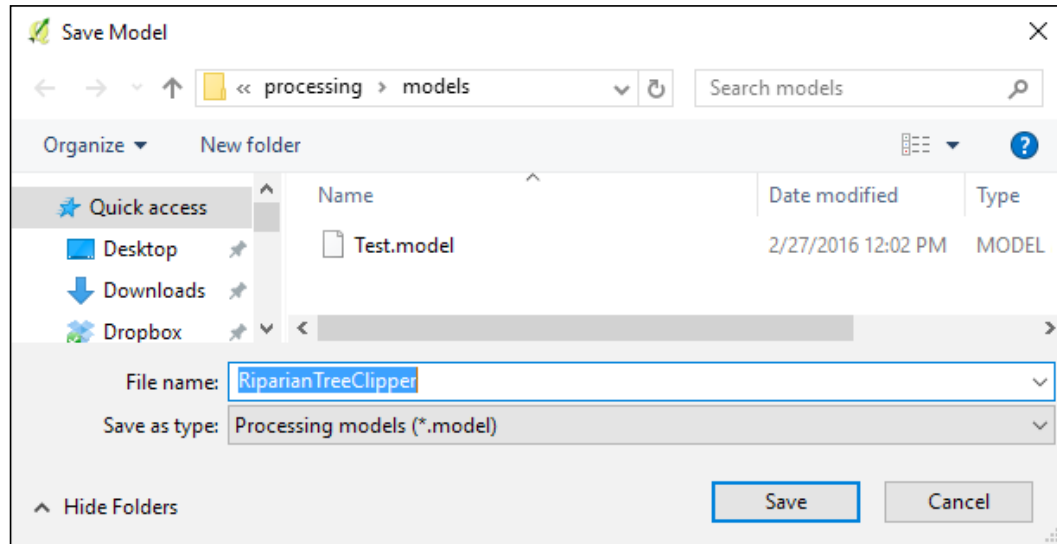 Save Model
« processing > models
Search models
Organize
New folder
?
Quick access
Desktop
Downloads
Dropbox
Name
Date modified
Type
Test.model
2/27/2016 12:02 PM
MODEL
File name: RiparianTreeClipper
Save as type: Processing models (*.model)
Hide Folders
Save
Cancel